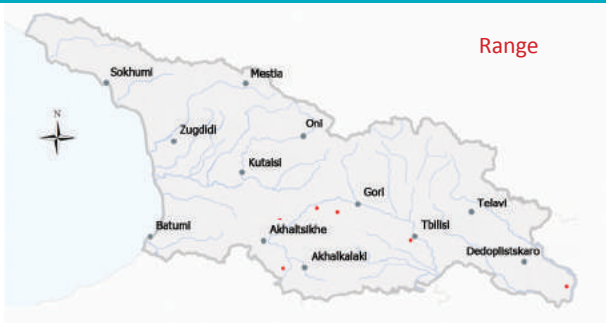 Range
Sokhumi
Mestia
N
Oni
Zugdidi
Kutaisi
Gori
Telavi
Batumi
Akhaltsikhe
Tbilisi
Akhalkalaki
Dedoplistskaro